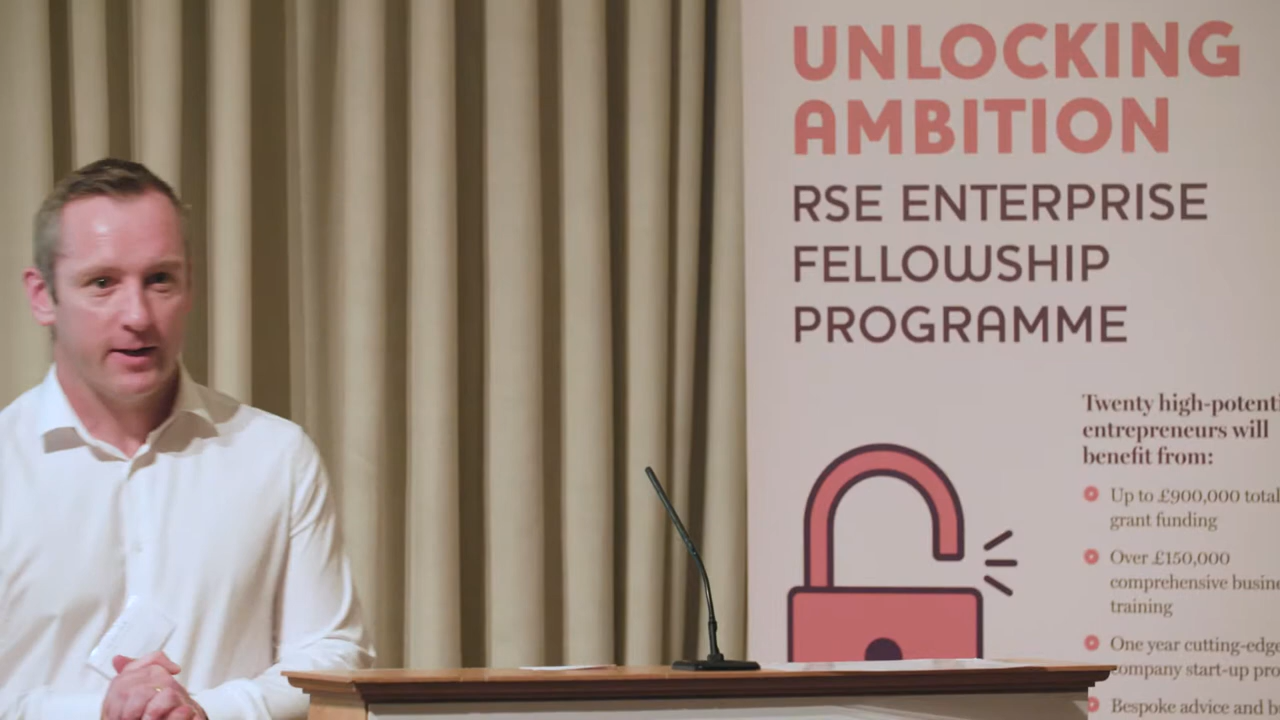 UNLOCKING
AMBITION
RSE ENTERPRISE
FELLOWSHIP
PROGRAMME
Twenty high-potenti
entrepreneurs will
benefit from:
Up to £900,000 total
grant funding
Over £150,000
comprehensive busine
training
One year cutting-edge
company start-up pro
Bespoke advice and b